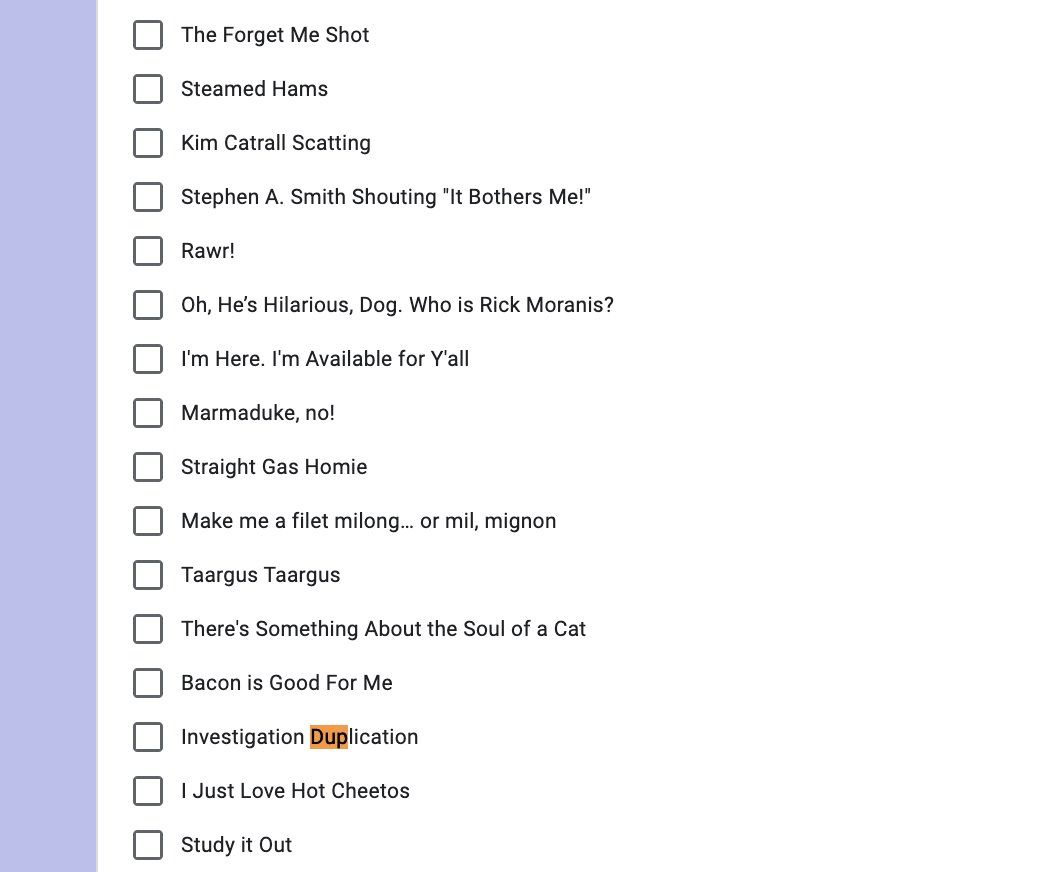 The Forget Me Shot
Steamed Hams
Kim Catrall Scatting
Stephen A. Smith Shouting "It Bothers Me!"
Rawr!
Oh, He’s Hilarious, Dog. Who is Rick Moranis?
I'm Here. I'm Available for Y'all
Marmaduke, no!
Straight Gas Homie
Make me a filet milong... or mil, mignon
Taargus Taargus
There's Something About the Soul of a Cat
Bacon is Good For Me
Investigation Duplication
I Just Love Hot Cheetos
Study it Out